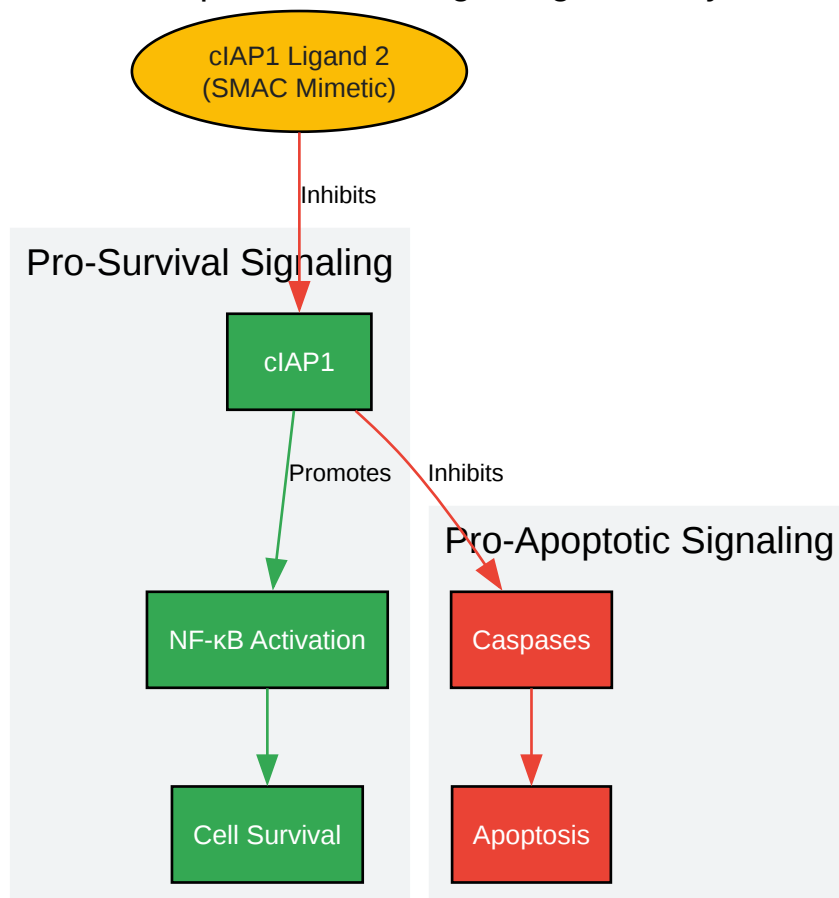 cIAP1 Ligand 2
(SMAC Mimetic)
Inhibits
Pro-Survival Signaling
cIAP1
Promotes
Inhibits
Pro-Apoptotic Signaling
NF-κB Activation
Caspases
Cell Survival
Apoptosis